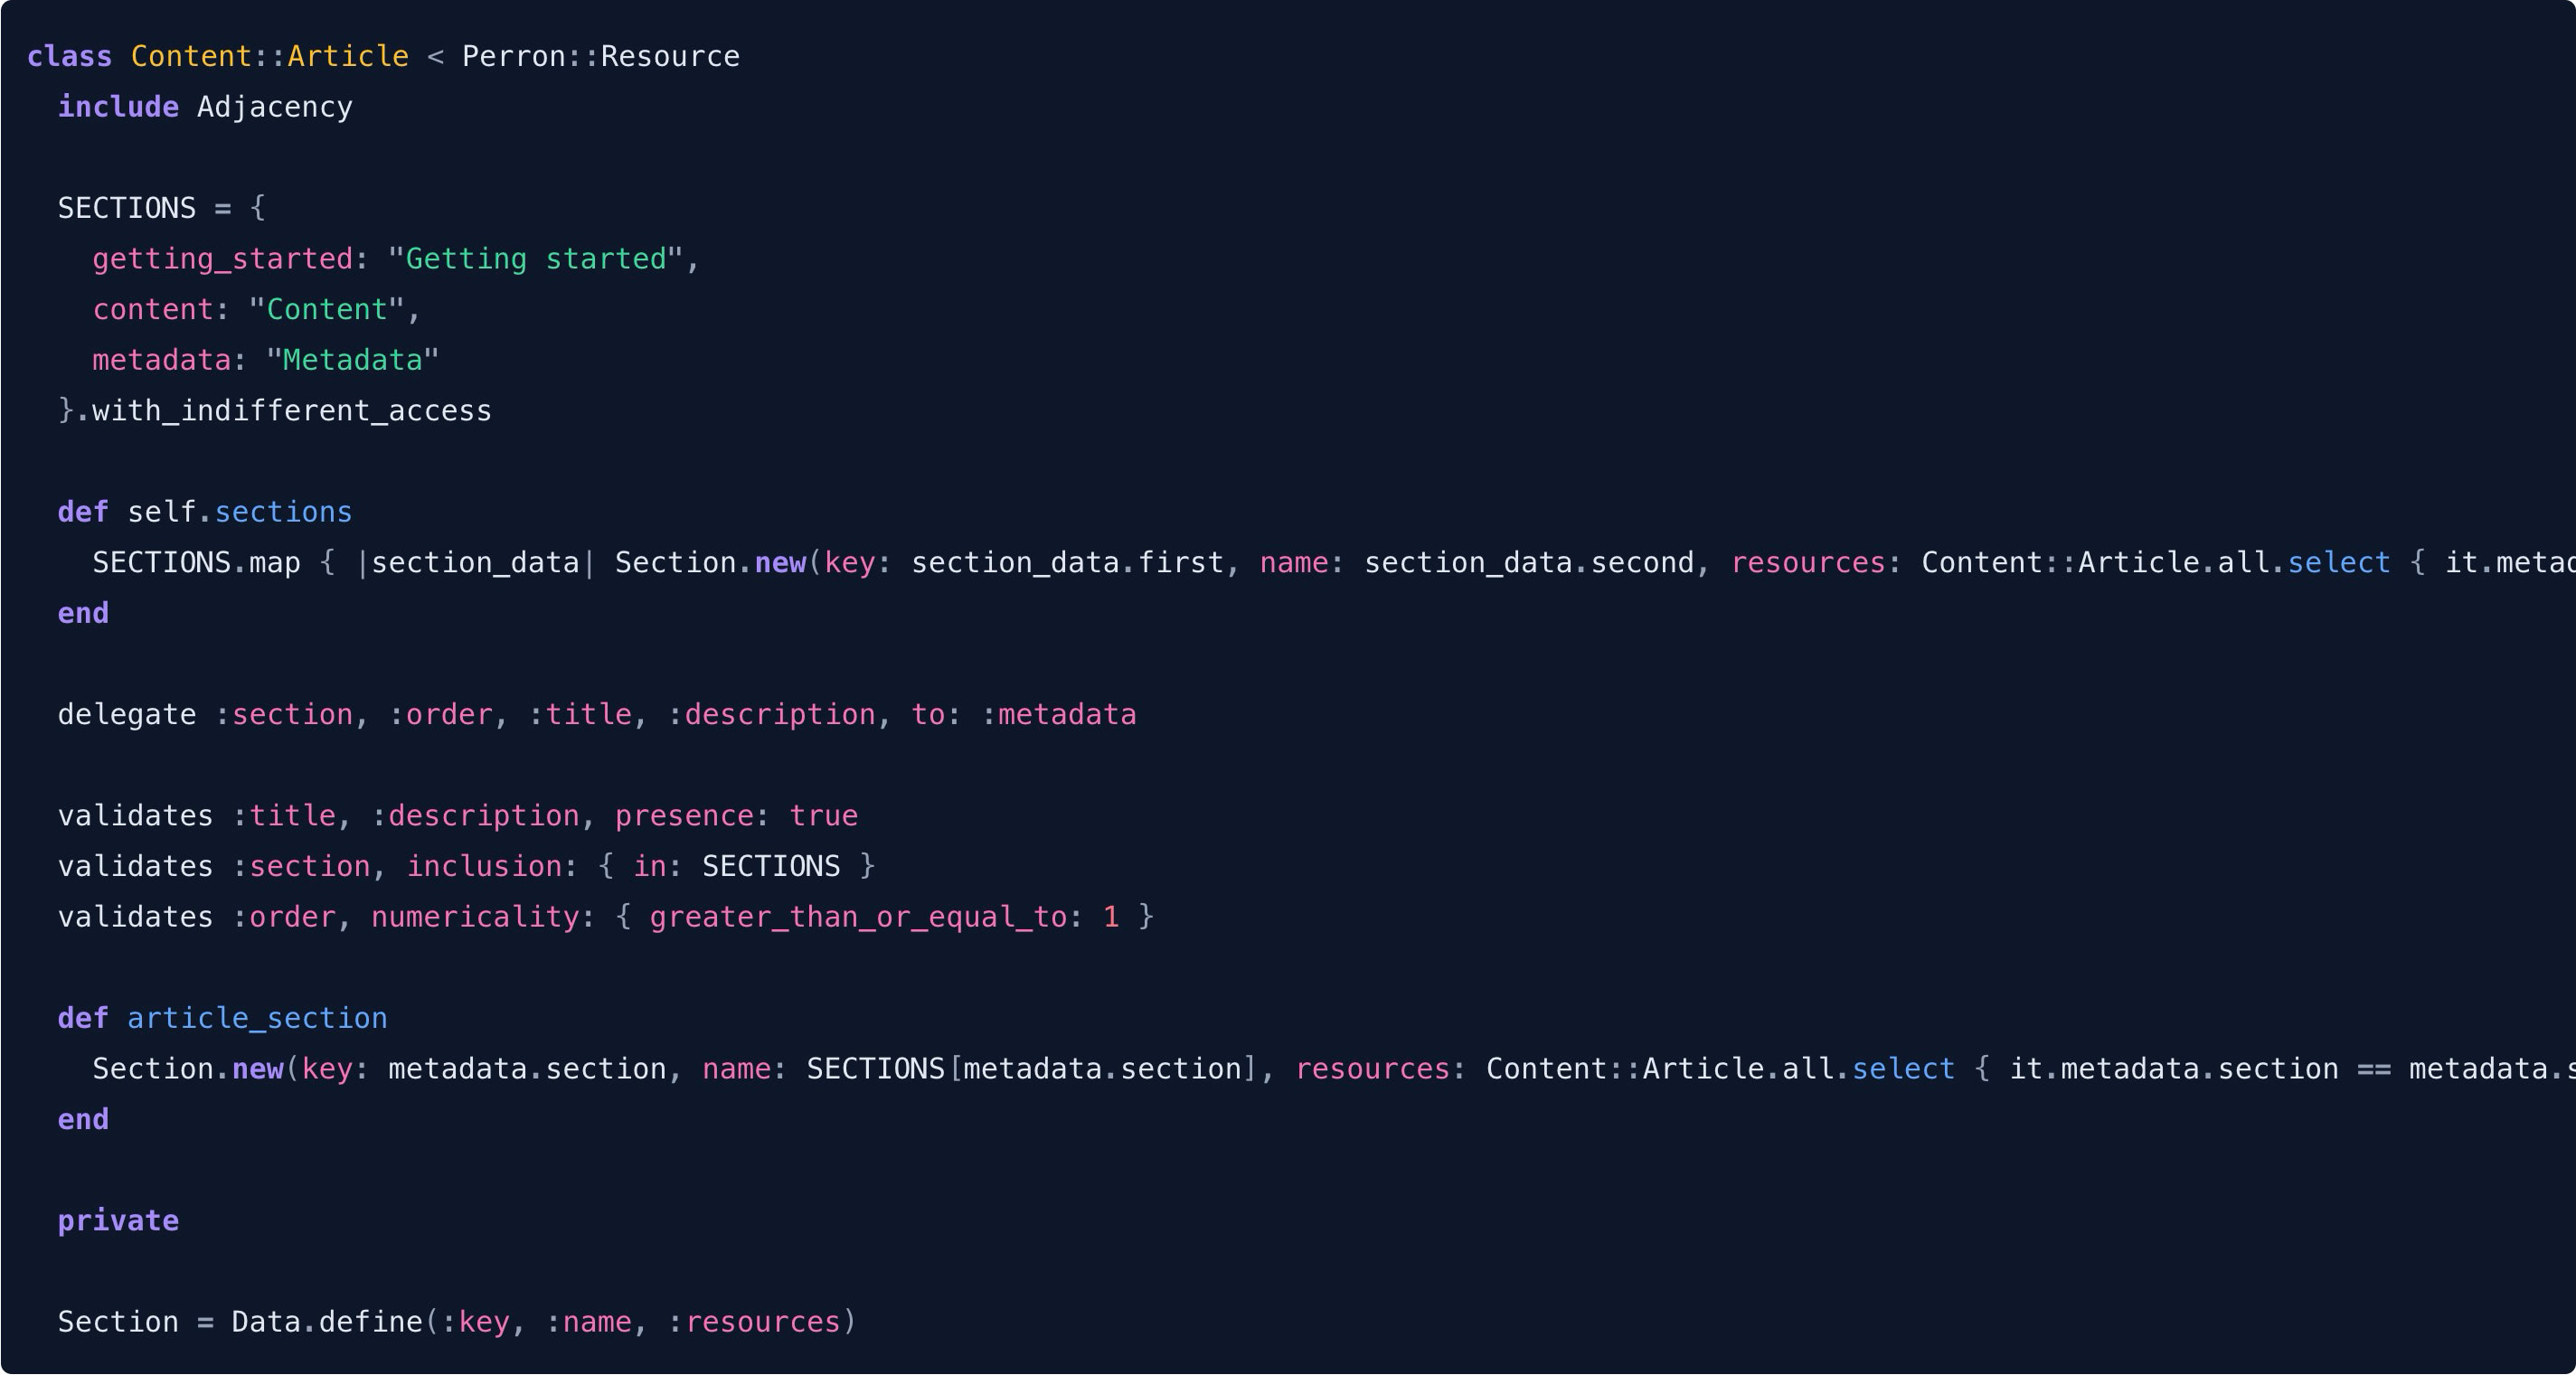 class Content::Article < Perron::Resource
  include Adjacency

  SECTIONS = {
    getting_started: "Getting started",
    content: "Content",
    metadata: "Metadata"
  }.with_indifferent_access

  def self.sections
    SECTIONS.map { |section_data| Section.new(key: section_data.first, name: section_data.second, resources: Content::Article.all.select { it.metad
  end

  delegate :section, :order, :title, :description, to: :metadata

  validates :title, :description, presence: true
  validates :section, inclusion: { in: SECTIONS }
  validates :order, numericality: { greater_than_or_equal_to: 1 }

  def article_section
    Section.new(key: metadata.section, name: SECTIONS[metadata.section], resources: Content::Article.all.select { it.metadata.section == metadata.s
  end

  private

  Section = Data.define(:key, :name, :resources)